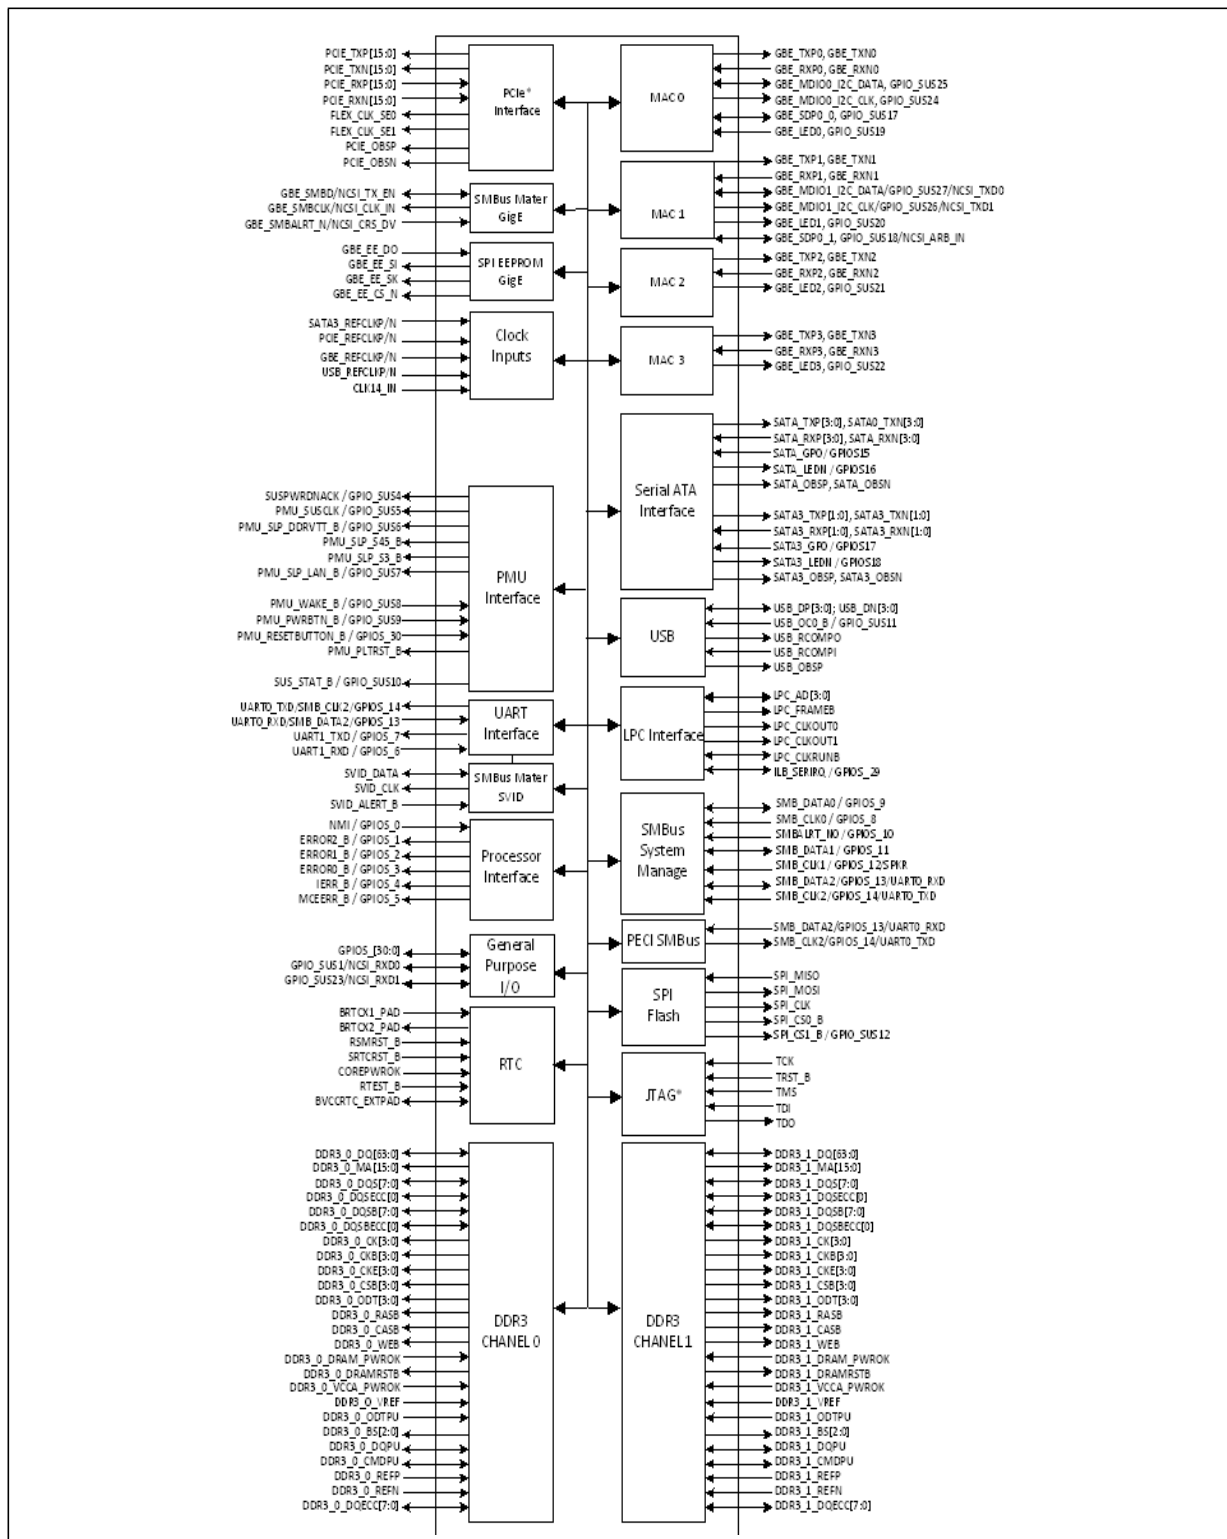 PCIE_TXP[15:0]
PCIE_TXN[15:0]
PCIE_RXP[15:0]
PCIE_RXN[15:0]
FLEX_CLK_SE0
FLEX_CLK_SE1
PCIE_OBSP
PCIE_OBSN
PCIe*
Interface
GBE_SMBD/NCSI_TX_EN
GBE_SMBCLK/NCSI_CLK_IN
GBE_SMBALRT_N/NCSI_CRS_DV
SMBus Mater
GigE
GBE_EE_DO
GBE_EE_SI
GBE_EE_SK
GBE_EE_CS_N
SPI EEPROM
GigE
SATA3_REFCLKP/N
PCIE_REFCLKP/N
GBE_REFCLKP/N
USB_REFCLKP/N
CLK14_IN
Clock
Inputs
SUSPWRDNACK / GPIO_SUS4
PMU_SUSCLK / GPIO_SUS5
PMU_SLP_DDRVTT_B / GPIO_SUS6
PMU_SLP_S45_B
PMU_SLP_S3_B
PMU_SLP_LAN_B / GPIO_SUS7
PMU_WAKE_B / GPIO_SUS8
PMU_PWRBTN_B / GPIO_SUS9
PMU_RESETBUTTON_B / GPIOS_30
PMU_PLTRST_B
SUS_STAT_B / GPIO_SUS10
PMU
Interface
UART0_TXD/SMB_CLK2/GPIOS_14
UART0_RXD/SMB_DATA2/GPIOS_13
UART1_TXD / GPIOS_7
UART1_RXD / GPIOS_6
UART
Interface
SVID_DATA
SVID_CLK
SVID_ALERT_B
SMBus Mater
SVID
NMI / GPIOS_0
ERROR2_B / GPIOS_1
ERROR1_B / GPIOS_2
ERROR0_B / GPIOS_3
IERR_B / GPIOS_4
MCEERR_B / GPIOS_5
Processor
Interface
GPIOS_[30:0]
GPIO_SUS1/NCSI_RXD0
GPIO_SUS23/NCSI_RXD1
General
Purpose
I/O
BRTCX1_PAD
BRTCX2_PAD
RSMRST_B
SRTCRST_B
COREPWROK
RTEST_B
BVCCRTC_EXTPAD
RTC
DDR3_0_DQ[63:0]
DDR3_0_MA[15:0]
DDR3_0_DQS[7:0]
DDR3_0_DQSECC[0]
DDR3_0_DQSB[7:0]
DDR3_0_DQSBECC[0]
DDR3_0_CK[3:0]
DDR3_0_CKB[3:0]
DDR3_0_CKE[3:0]
DDR3_0_CSB[3:0]
DDR3_0_ODT[3:0]
DDR3_0_RASB
DDR3_0_CASB
DDR3_0_WEB
DDR3_0_DRAM_PWROK
DDR3_0_DRAMRSTB
DDR3_0_VCCA_PWROK
DDR3_0_VREF
DDR3_0_ODTPU
DDR3_0_BS[2:0]
DDR3_0_DQPU
DDR3_0_CMDPU
DDR3_0_REFP
DDR3_0_REFN
DDR3_0_DQECC[7:0]
DDR3
CHANEL 0
MAC 0
GBE_TXP0, GBE_TXN0
GBE_RXP0, GBE_RXN0
GBE_MDIO0_I2C_DATA, GPIO_SUS25
GBE_MDIO0_I2C_CLK, GPIO_SUS24
GBE_SDP0_0, GPIO_SUS17
GBE_LED0, GPIO_SUS19
MAC 1
GBE_TXP1, GBE_TXN1
GBE_RXP1, GBE_RXN1
GBE_MDIO1_I2C_DATA/GPIO_SUS27/NCSI_TXD0
GBE_MDIO1_I2C_CLK/GPIO_SUS26/NCSI_TXD1
GBE_LED1, GPIO_SUS20
GBE_SDP0_1, GPIO_SUS18/NCSI_ARB_IN
MAC 2
GBE_TXP2, GBE_TXN2
GBE_RXP2, GBE_RXN2
GBE_LED2, GPIO_SUS21
MAC 3
GBE_TXP3, GBE_TXN3
GBE_RXP3, GBE_RXN3
GBE_LED3, GPIO_SUS22
Serial ATA
Interface
SATA_TXP[3:0], SATA0_TXN[3:0]
SATA_RXP[3:0], SATA_RXN[3:0]
SATA_GPO / GPIOS15
SATA_LEDN / GPIOS16
SATA_OBSP, SATA_OBSN
SATA3_TXP[1:0], SATA3_TXN[1:0]
SATA3_RXP[1:0], SATA3_RXN[1:0]
SATA3_GPO / GPIOS17
SATA3_LEDN / GPIOS18
SATA3_OBSP, SATA3_OBSN
USB
USB_DP[3:0]; USB_DN[3:0]
USB_OC0_B / GPIO_SUS11
USB_RCOMPO
USB_RCOMPI
USB_OBSP
LPC Interface
LPC_AD[3:0]
LPC_FRAMEB
LPC_CLKOUT0
LPC_CLKOUT1
LPC_CLKRUNB
ILB_SERIRQ / GPIOS_29
SMBus
System
Manage
SMB_DATA0 / GPIOS_9
SMB_CLK0 / GPIOS_8
SMBALRT_N0 / GPIOS_10
SMB_DATA1 / GPIOS_11
SMB_CLK1 / GPIOS_12/SPKR
SMB_DATA2/GPIOS_13/UART0_RXD
SMB_CLK2/GPIOS_14/UART0_TXD
PECI SMBus
SMB_DATA2/GPIOS_13/UART0_RXD
SMB_CLK2/GPIOS_14/UART0_TXD
SPI
Flash
SPI_MISO
SPI_MOSI
SPI_CLK
SPI_CS0_B
SPI_CS1_B / GPIO_SUS12
JTAG*
TCK
TRST_B
TMS
TDI
TDO
DDR3
CHANEL 1
DDR3_1_DQ[63:0]
DDR3_1_MA[15:0]
DDR3_1_DQS[7:0]
DDR3_1_DQSECC[0]
DDR3_1_DQSB[7:0]
DDR3_1_DQSBECC[0]
DDR3_1_CK[3:0]
DDR3_1_CKB[3:0]
DDR3_1_CKE[3:0]
DDR3_1_CSB[3:0]
DDR3_1_ODT[3:0]
DDR3_1_RASB
DDR3_1_CASB
DDR3_1_WEB
DDR3_1_DRAM_PWROK
DDR3_1_DRAMRSTB
DDR3_1_VCCA_PWROK
DDR3_1_VREF
DDR3_1_ODTPU
DDR3_1_BS[2:0]
DDR3_1_DQPU
DDR3_1_CMDPU
DDR3_1_REFP
DDR3_1_REFN
DDR3_1_DQECC[7:0]